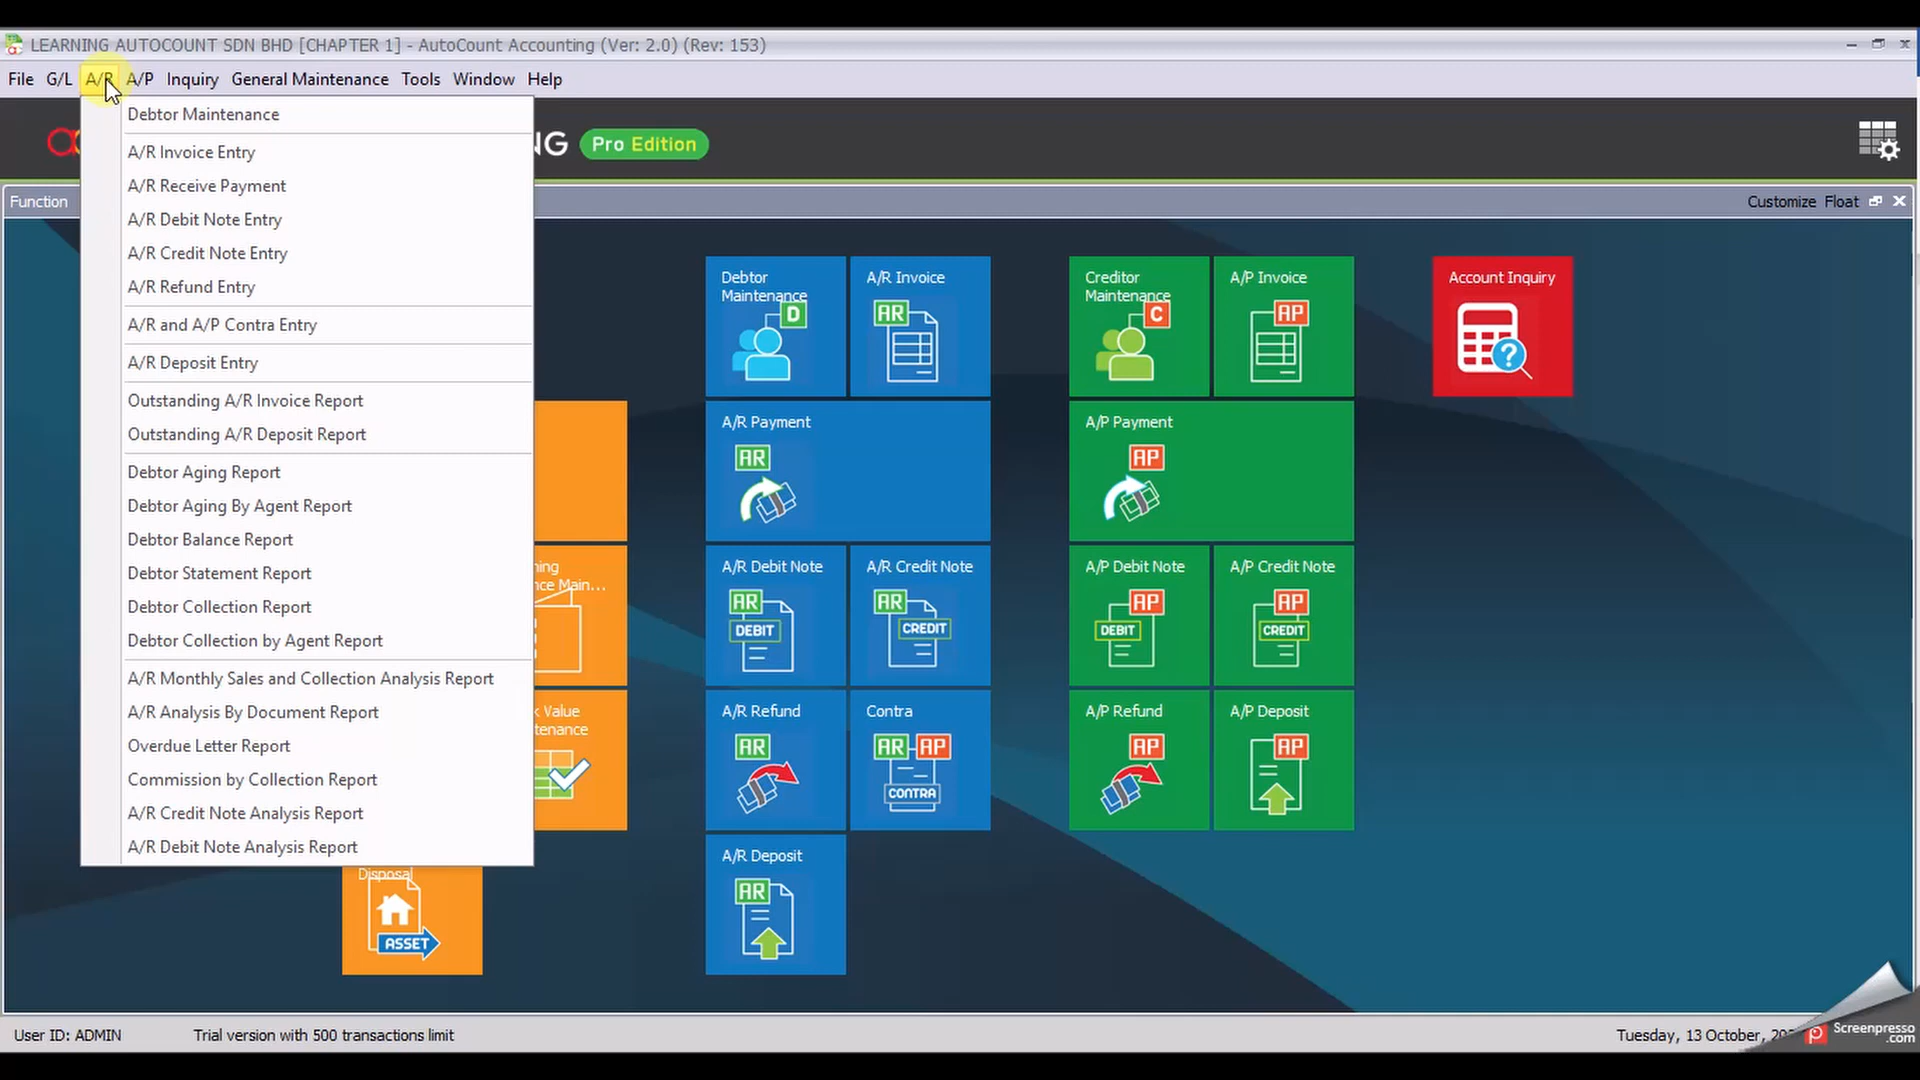 LEARNING AUTOCOUNT SDN BHD [CHAPTER 1] - AutoCount Accounting (Ver: 2.0) (Rev: 153)
File G/L A/R A/P Inquiry General Maintenance Tools Window Help
Debtor Maintenance
A/R Invoice Entry
A/R Receive Payment
A/R Debit Note Entry
A/R Credit Note Entry
A/R Refund Entry
A/R and A/P Contra Entry
A/R Deposit Entry
Outstanding A/R Invoice Report
Outstanding A/R Deposit Report
Debtor Aging Report
Debtor Aging By Agent Report
Debtor Balance Report
Debtor Statement Report
Debtor Collection Report
Debtor Collection by Agent Report
A/R Monthly Sales and Collection Analysis Report
A/R Analysis By Document Report
Overdue Letter Report
Commission by Collection Report
A/R Credit Note Analysis Report
A/R Debit Note Analysis Report
NG Pro Edition
Function
Customize Float
ning
nce Main...
k Value
tenance
Disposal
ASSET
Debtor
Maintenance
D
A/R Invoice
AR
A/R Payment
AR
A/R Debit Note
AR
DEBIT
A/R Credit Note
AR
CREDIT
A/R Refund
AR
Contra
AR AP
CONTRA
A/R Deposit
AR
Creditor
Maintenance
C
A/P Invoice
AP
A/P Payment
AP
A/P Debit Note
AP
DEBIT
A/P Credit Note
AP
CREDIT
A/P Refund
AP
A/P Deposit
AP
Account Inquiry
?
User ID: ADMIN
Trial version with 500 transactions limit
Tuesday, 13 October,
Screenpresso
.com